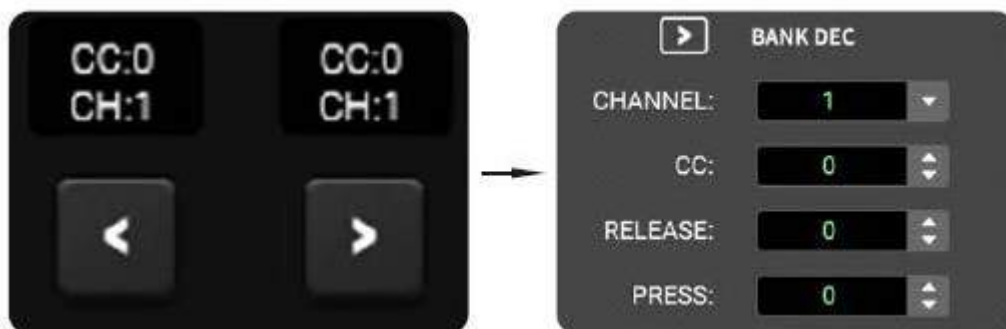 CC:0 CC:0
CH:1 CH:1
< >
> BANK DEC
CHANNEL: 1
CC: 0
RELEASE: 0
PRESS: 0